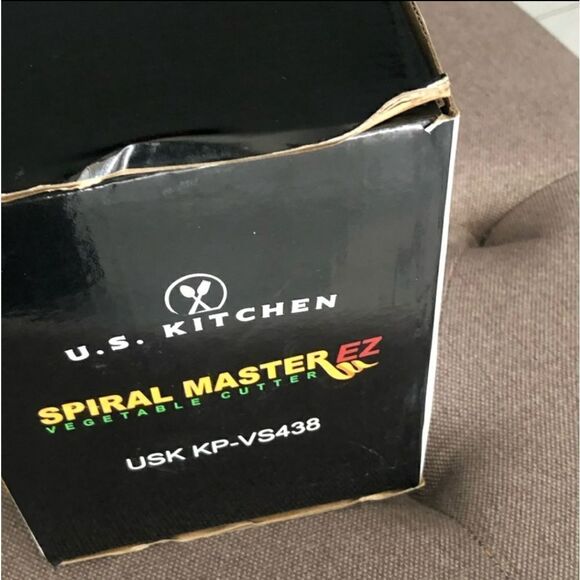 U.S. KITCHEN
SPIRAL MASTER EZ
VEGETABLE CUTTER
USK KP-VS438